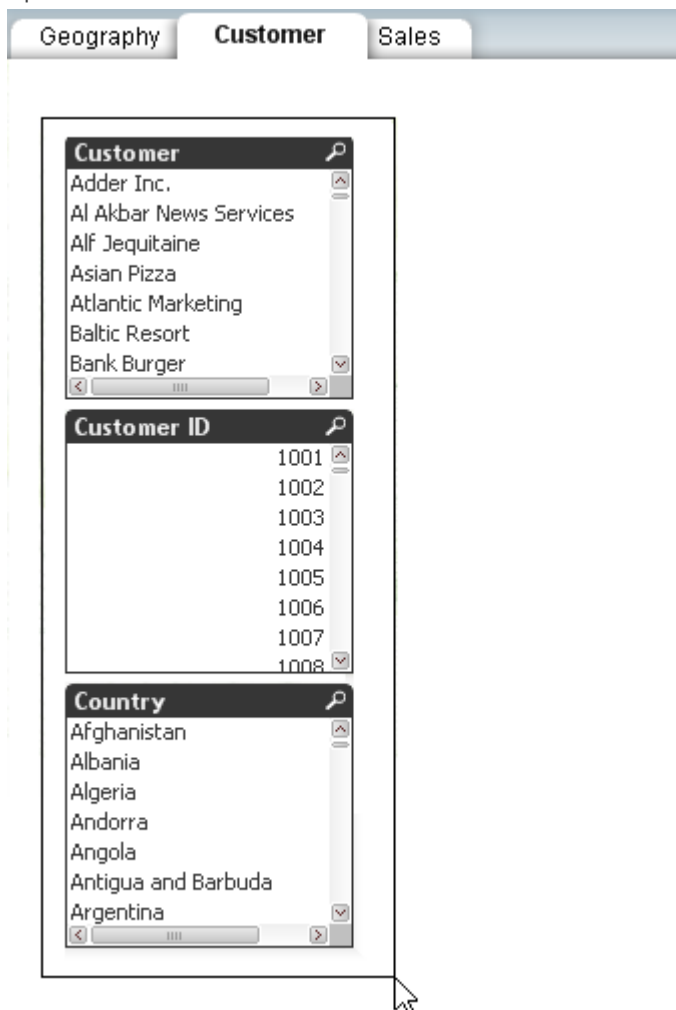 Geography Customer Sales
Customer
Adder Inc.
Al Akbar News Services
Alf Jequitaine
Asian Pizza
Atlantic Marketing
Baltic Resort
Bank Burger
Customer ID
1001
1002
1003
1004
1005
1006
1007
1008
Country
Afghanistan
Albania
Algeria
Andorra
Angola
Antigua and Barbuda
Argentina